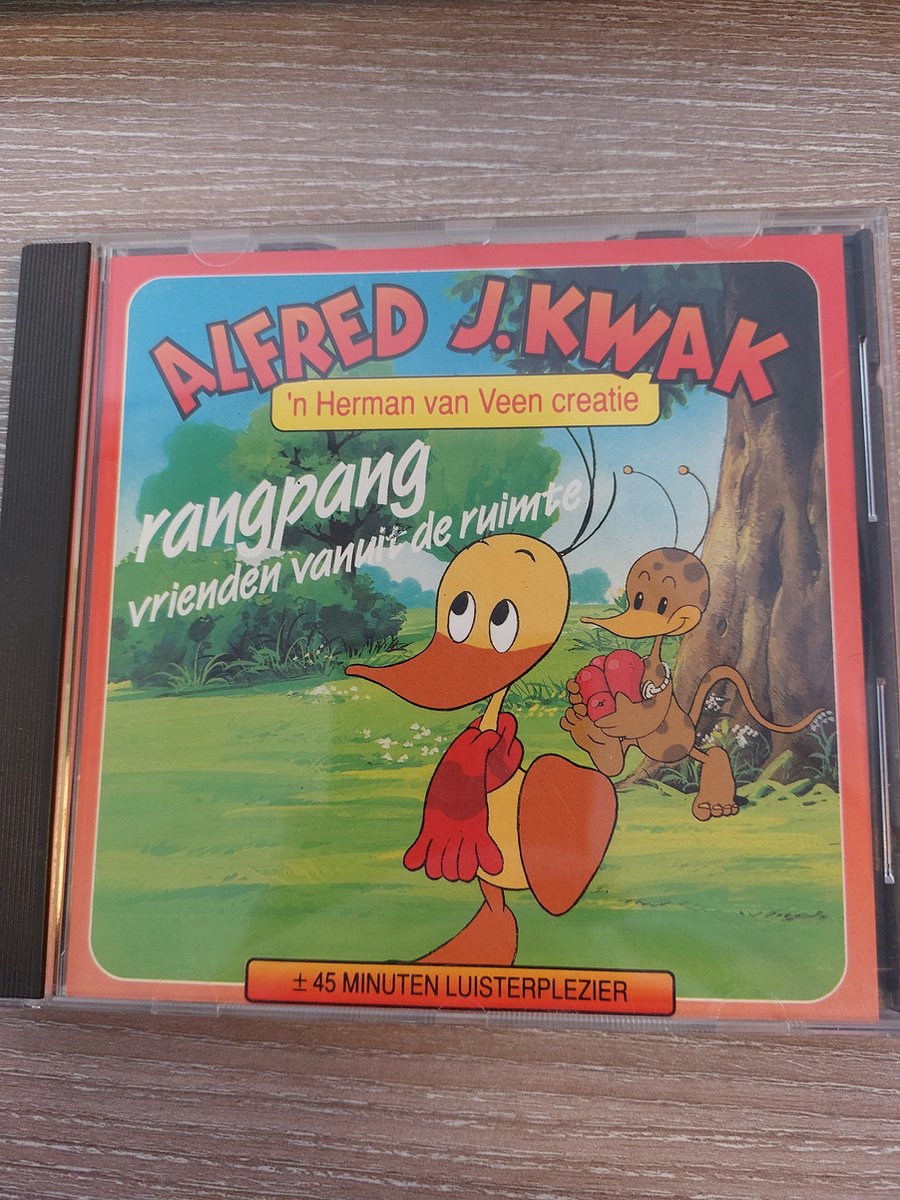 ALFRED J. KWAK
'n Herman van Veen creatie
rangpang
vrienden vanuit de ruimte
± 45 MINUTEN LUISTERPLEZIER